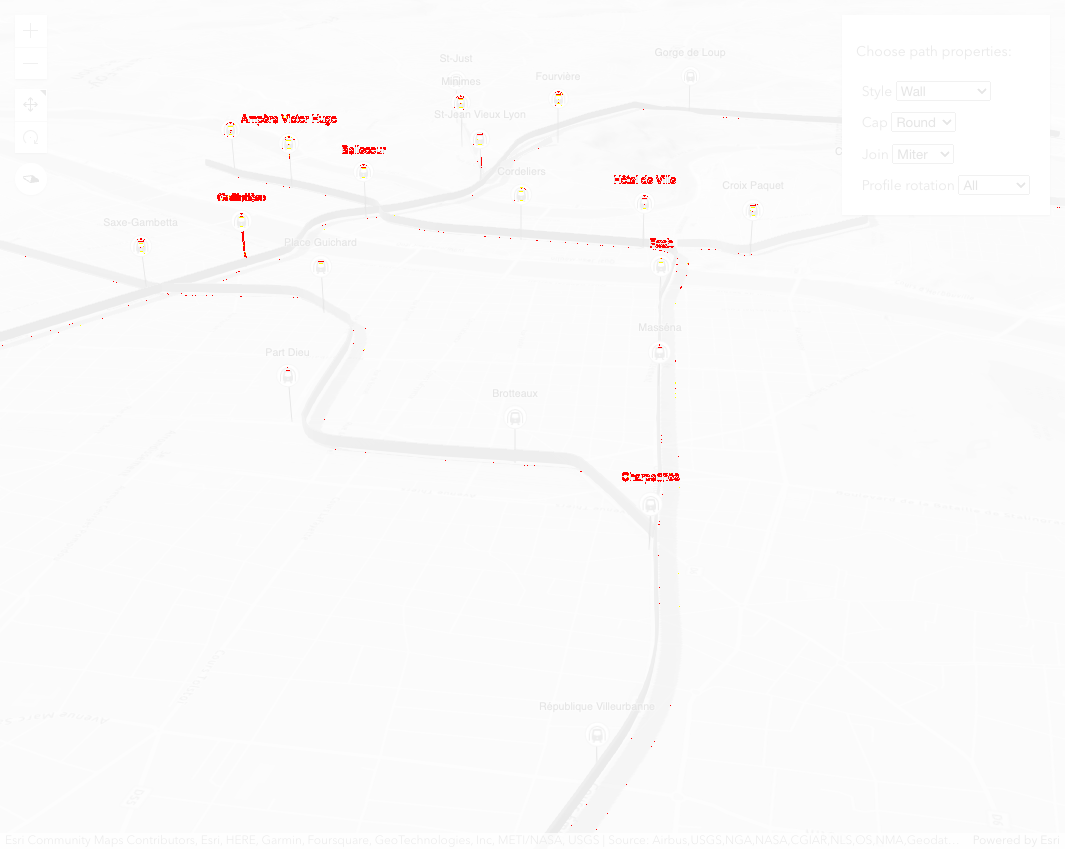 St-Just
Gorge de Loup
Choose path properties:
Minimes
Fourvière
Style Wall
St-Jean Vieux Lyon
Ampère Victor Hugo
Cap Round
Bellecour
Join Miter
Cordeliers
Hôtel de Ville
Croix Paquet
Profile rotation All
Guillotière
Saxe-Gambetta
Place Guichard
Foch
Masséna
Part Dieu
Brotteaux
Charpennes
République Villeurbanne
Esri Community Maps Contributors, Esri, HERE, Garmin, Foursquare, GeoTechnologies, Inc, METI/NASA, USGS | Source: Airbus,USGS,NGA,NASA,CGIAR,NLS,OS,NMA,Geodat...
Powered by Esri